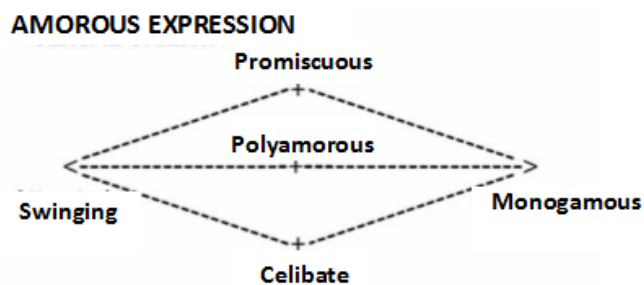 AMOROUS EXPRESSION
Promiscuous
Polyamorous
Swinging
Monogamous
Celibate